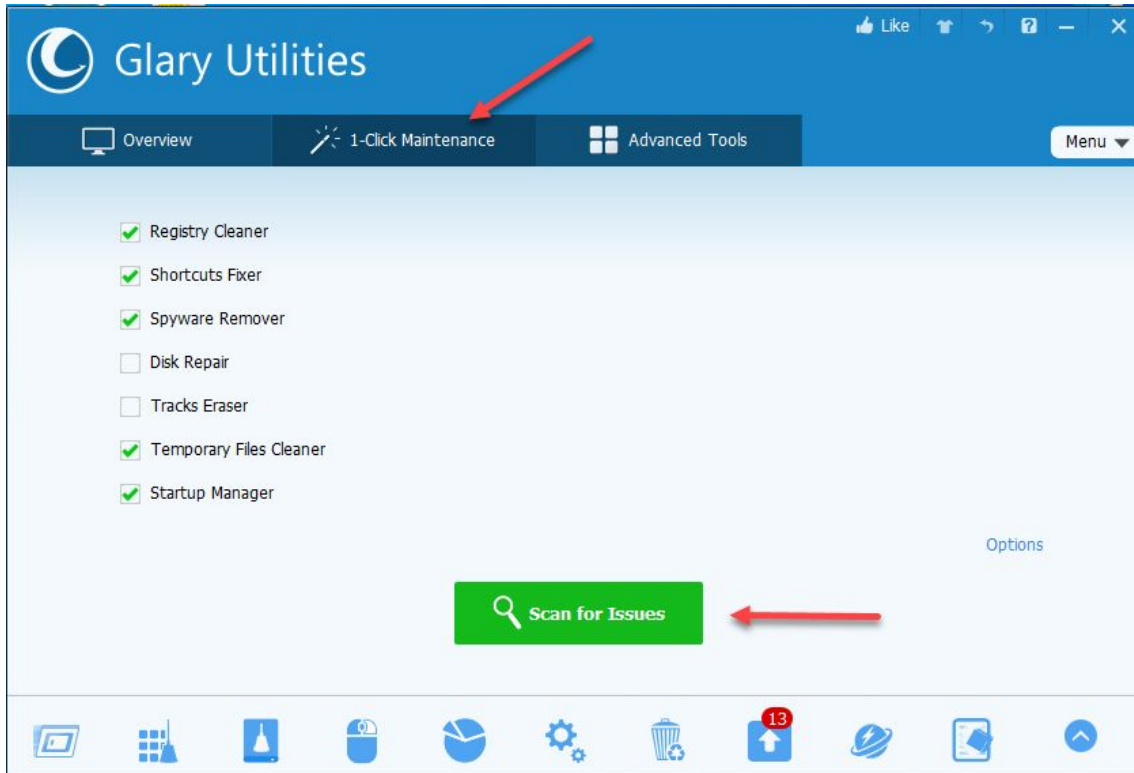 Like
Glary Utilities
Overview
1-Click Maintenance
Advanced Tools
Menu
Registry Cleaner
Shortcuts Fixer
Spyware Remover
Disk Repair
Tracks Eraser
Temporary Files Cleaner
Startup Manager
Options
Scan for Issues
13